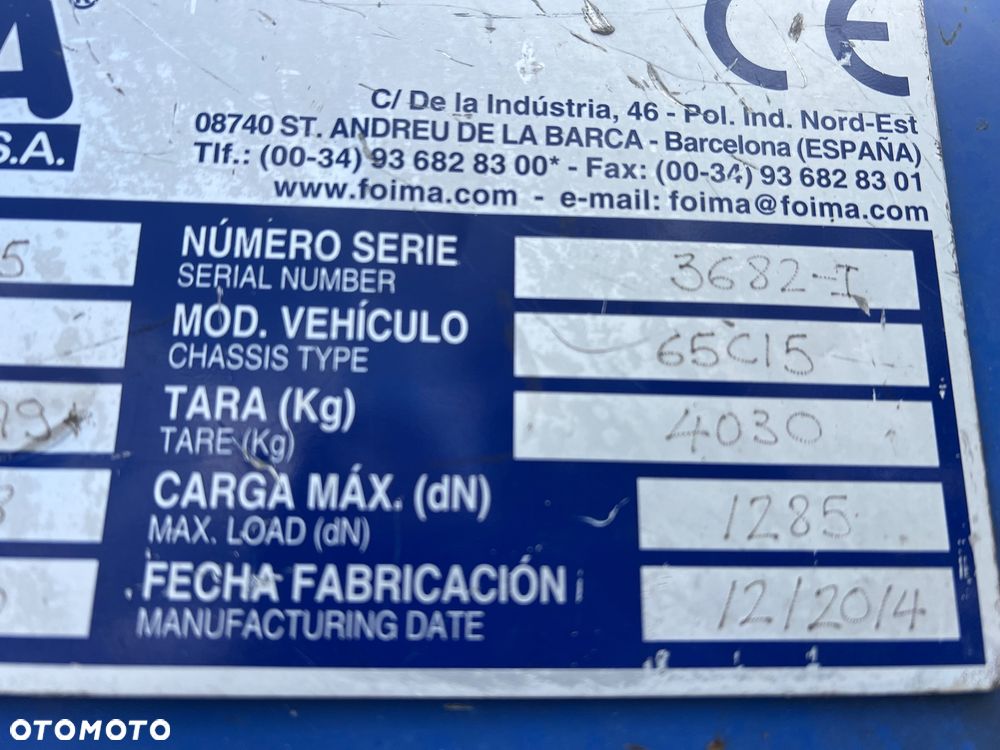 A®
S.A.
CE
C/ De la Indústria, 46 - Pol. Ind. Nord-Est
08740 ST. ANDREU DE LA BARCA - Barcelona (ESPAÑA)
Tlf.: (00-34) 93 682 83 00* - Fax: (00-34) 93 682 83 01
www.foima.com - e-mail: foima@foima.com
5 NÚMERO SERIE 3682-I
SERIAL NUMBER
MOD. VEHÍCULO 65C15
CHASSIS TYPE
TARA (Kg) 4030
TARE (Kg)
CARGA MÁX. (dN) 1285
MAX. LOAD (dN)
FECHA FABRICACIÓN 12/2014
MANUFACTURING DATE
OTOMOTO